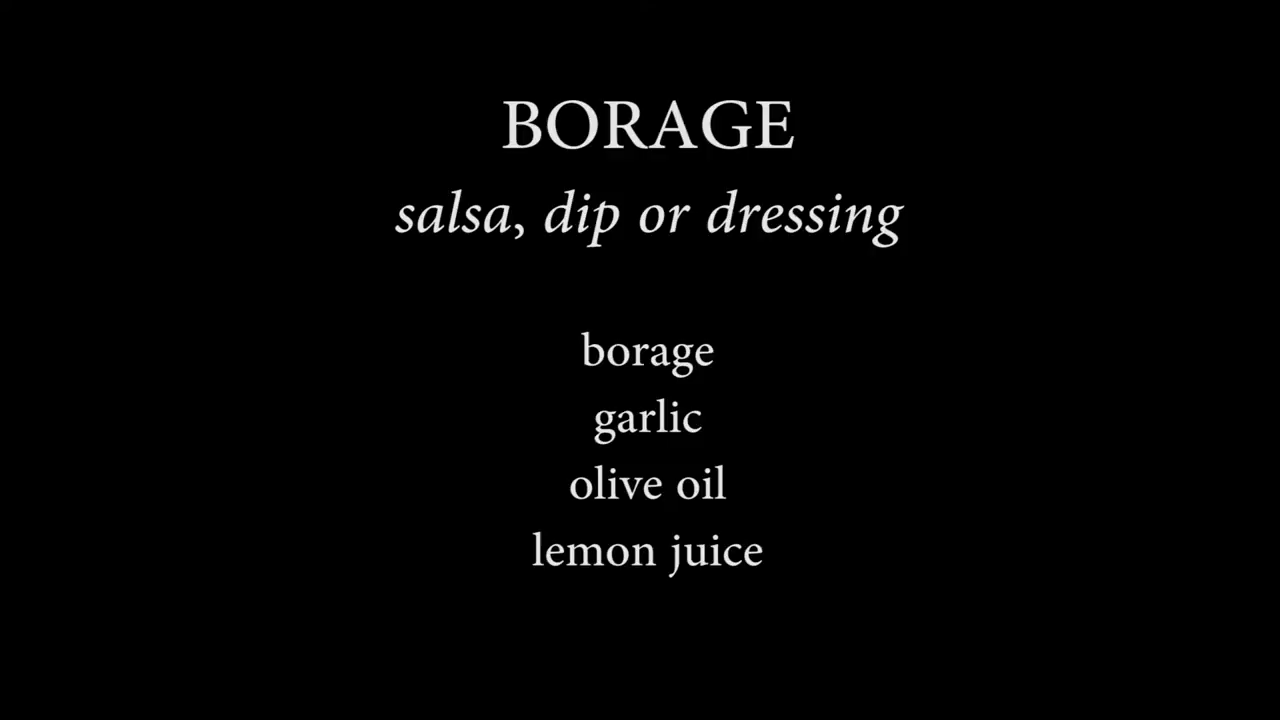 BORAGE
salsa, dip or dressing
borage
garlic
olive oil
lemon juice